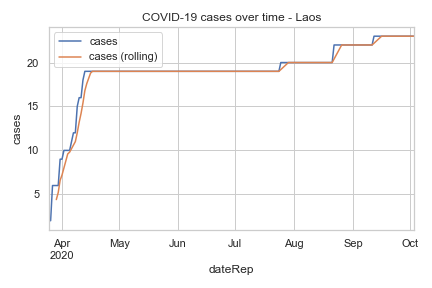 COVID-19 cases over time - Laos
cases
cases (rolling)
cases
20
15
10
5
Apr
2020
May
Jun
Jul
Aug
Sep
Oct
dateRep